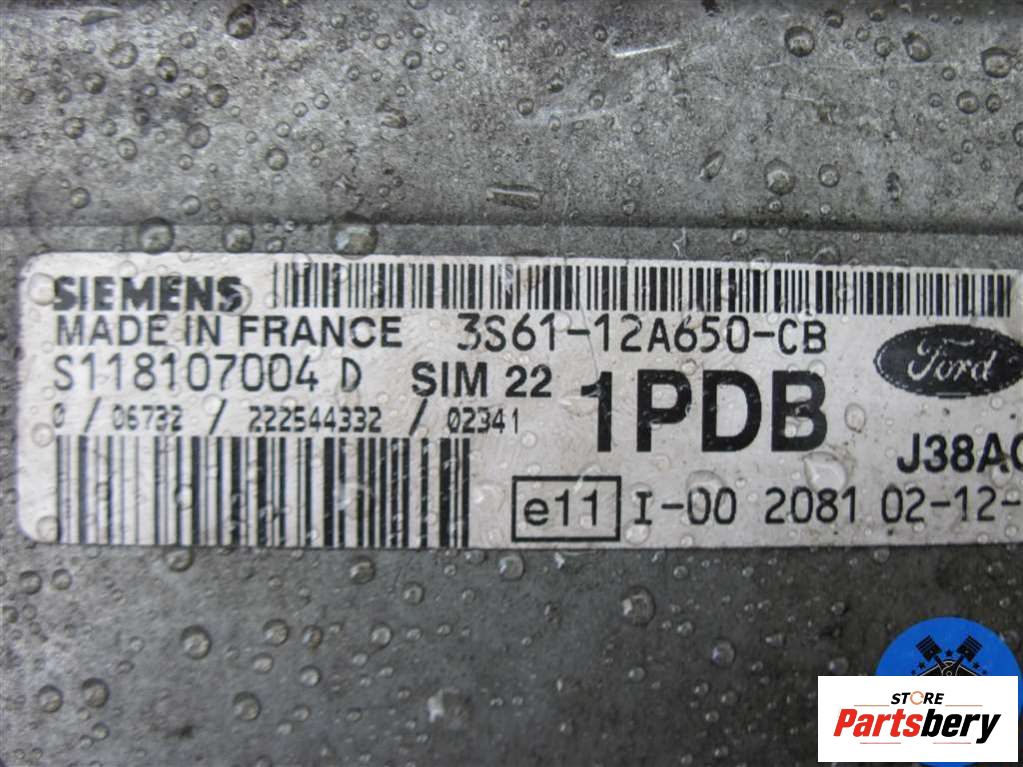 SIEMENS
MADE IN FRANCE 3S61-12A650-CB
S118107004 D SIM 22 1PDB Ford
0 / 06732 / 222544332 / 02341
J38AC
e11 I-00 2081 02-12-
STORE
Partsbery